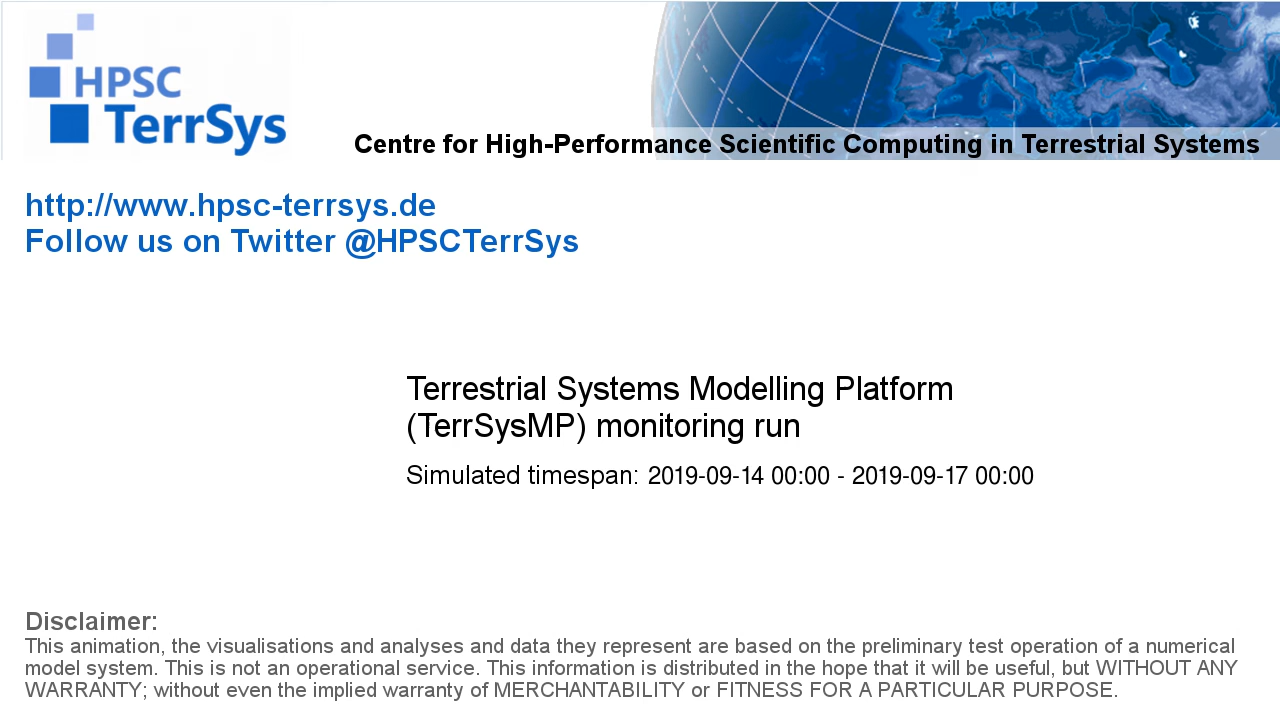 HPSC
TerrSys
Centre for High-Performance Scientific Computing in Terrestrial Systems
http://www.hpsc-terrsys.de
Follow us on Twitter @HPSCTerrSys
Terrestrial Systems Modelling Platform
(TerrSysMP) monitoring run
Simulated timespan: 2019-09-14 00:00 - 2019-09-17 00:00
Disclaimer:
This animation, the visualisations and analyses and data they represent are based on the preliminary test operation of a numerical
model system. This is not an operational service. This information is distributed in the hope that it will be useful, but WITHOUT ANY
WARRANTY; without even the implied warranty of MERCHANTABILITY or FITNESS FOR A PARTICULAR PURPOSE.